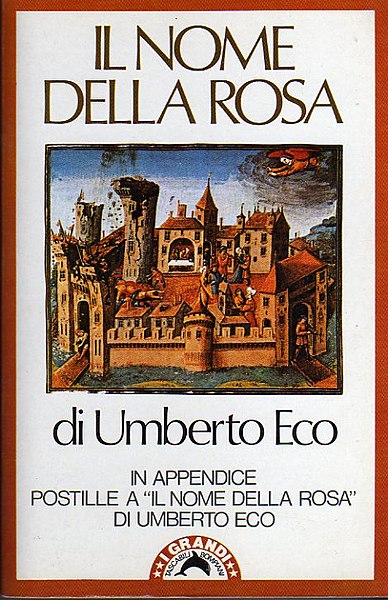 IL NOME
DELLA ROSA
di Umberto Eco
IN APPENDICE
POSTILLE A "IL NOME DELLA ROSA"
DI UMBERTO ECO
I GRANDI
TASCABILI BOMPIANI